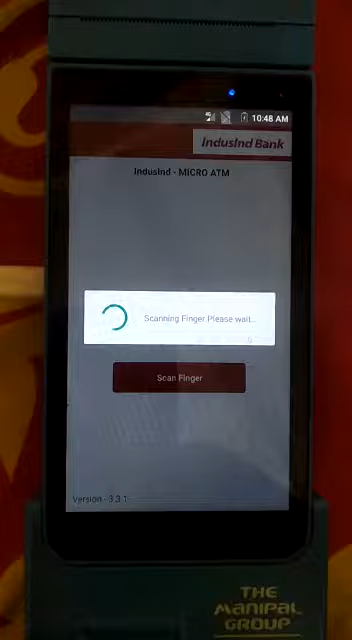 10:48 AM
IndusInd Bank
IndusInd - MICRO ATM
Scanning Finger Please wait...
Scan Finger
Version - 3.3.1
THE
MANIPAL
GROUP